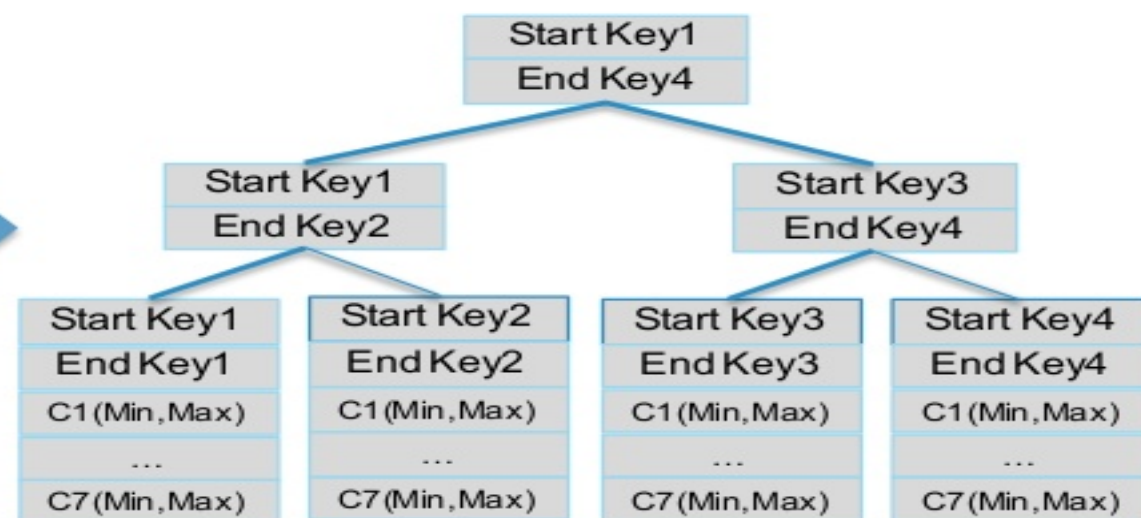 Start Key1
End Key4
Start Key1
End Key2
Start Key3
End Key4
Start Key1
End Key1
C1(Min,Max)
...
C7(Min,Max)
Start Key2
End Key2
C1(Min,Max)
...
C7(Min,Max)
Start Key3
End Key3
C1(Min,Max)
...
C7(Min,Max)
Start Key4
End Key4
C1(Min,Max)
...
C7(Min,Max)